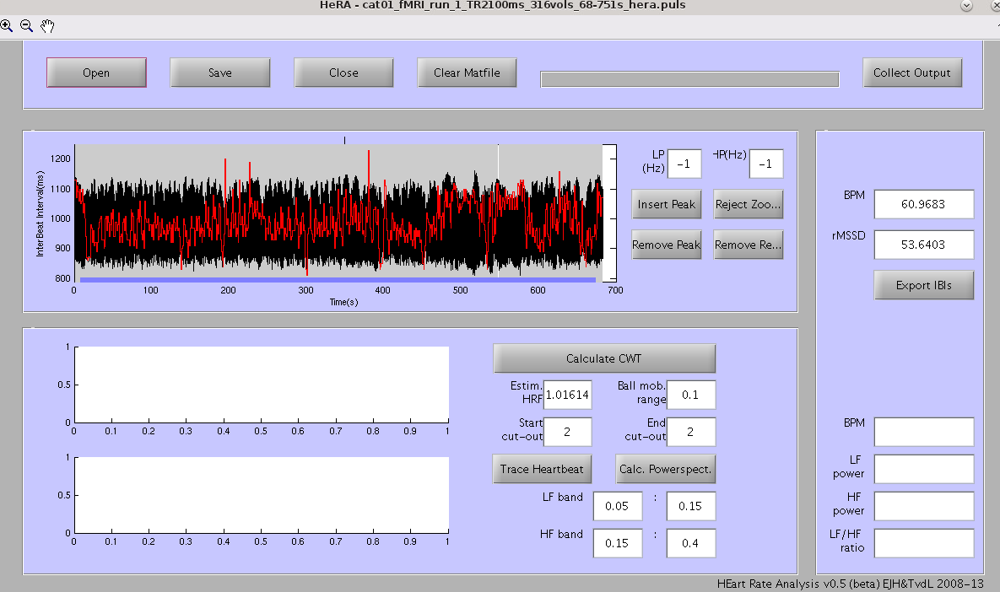 HeRA - cat01_fMRI_run_1_TR2100ms_316vols_68-751s_hera.puls
Open
Save
Close
Clear Matfile
Collect Output
InterBeat Interval(ms)
1200
1100
1000
900
800
0 100 200 300 400 500 600 700
Time(s)
LP
(Hz)
-1
HP(Hz)
-1
Insert Peak
Reject Zoo...
Remove Peak
Remove Re...
BPM
60.9683
rMSSD
53.6403
Export IBIs
1
0.5
0
0 0.1 0.2 0.3 0.4 0.5 0.6 0.7 0.8 0.9 1
1
0.5
0
0 0.1 0.2 0.3 0.4 0.5 0.6 0.7 0.8 0.9 1
Calculate CWT
Estim.
HRF
1.01614
Ball mob.
range
0.1
Start
cut-out
2
End
cut-out
2
Trace Heartbeat
Calc. Powerspect.
LF band
0.05 : 0.15
HF band
0.15 : 0.4
BPM
LF
power
HF
power
LF/HF
ratio
HEart Rate Analysis v0.5 (beta) EJH&TvdL 2008-13